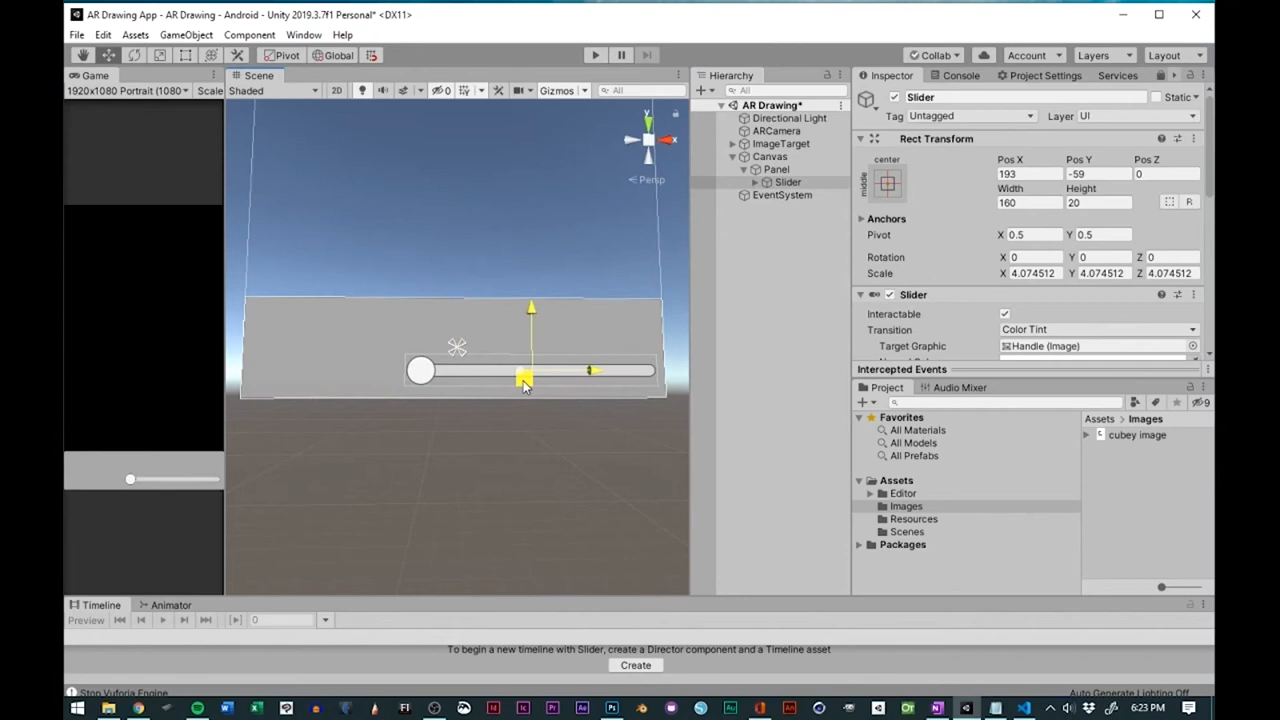 AR Drawing App - AR Drawing - Android - Unity 2019.3.7f1 Personal* <DX11>
File Edit Assets GameObject Component Window Help
Pivot Global Collab Account Layers Layout
Game Scene Hierarchy Inspector Console Project Settings Services
1920x1080 Portrait (1080 Scale Shaded 2D 0 Gizmos All All
AR Drawing*
Directional Light
ARCamera
ImageTarget
Canvas
Panel
Slider
EventSystem
y
x
Persp
Slider Static
Tag Untagged Layer UI
Rect Transform
center
middle
Pos X Pos Y Pos Z
193 -59 0
Width Height
160 20
R
Anchors
Pivot X 0.5 Y 0.5
Rotation X 0 Y 0 Z 0
Scale X 4.074512 Y 4.074512 Z 4.074512
Slider
Interactable
Transition Color Tint
Target Graphic Handle (Image)
Intercepted Events
Project Audio Mixer
9
Favorites
All Materials
All Models
All Prefabs
Assets
Editor
Images
Resources
Scenes
Packages
Assets Images
cubey image
Timeline Animator
Preview 0
To begin a new timeline with Slider, create a Director component and a Timeline asset
Create
Stop Vuforia Engine
Auto Generate Lighting Off
6:23 PM